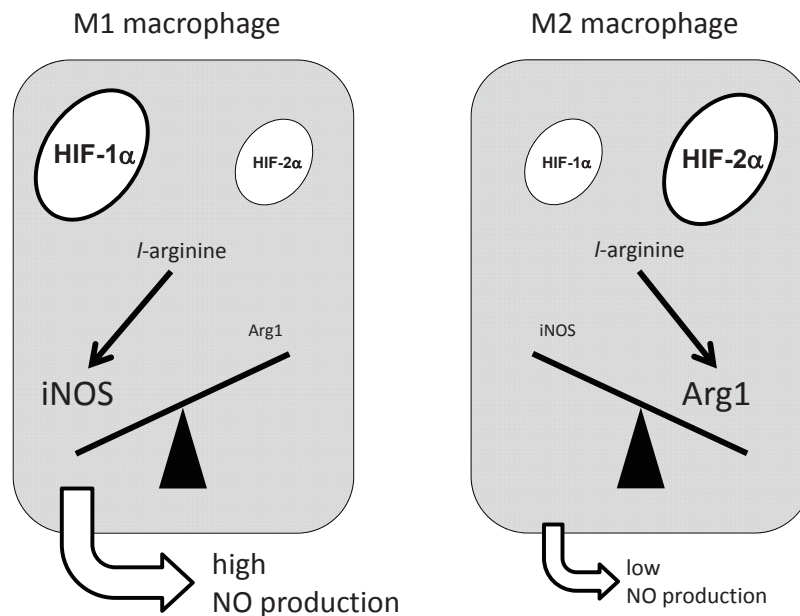 M1 macrophage
HIF-1α
HIF-2α
l-arginine
Arg1
iNOS
high
NO production
M2 macrophage
HIF-1α
HIF-2α
l-arginine
iNOS
Arg1
low
NO production